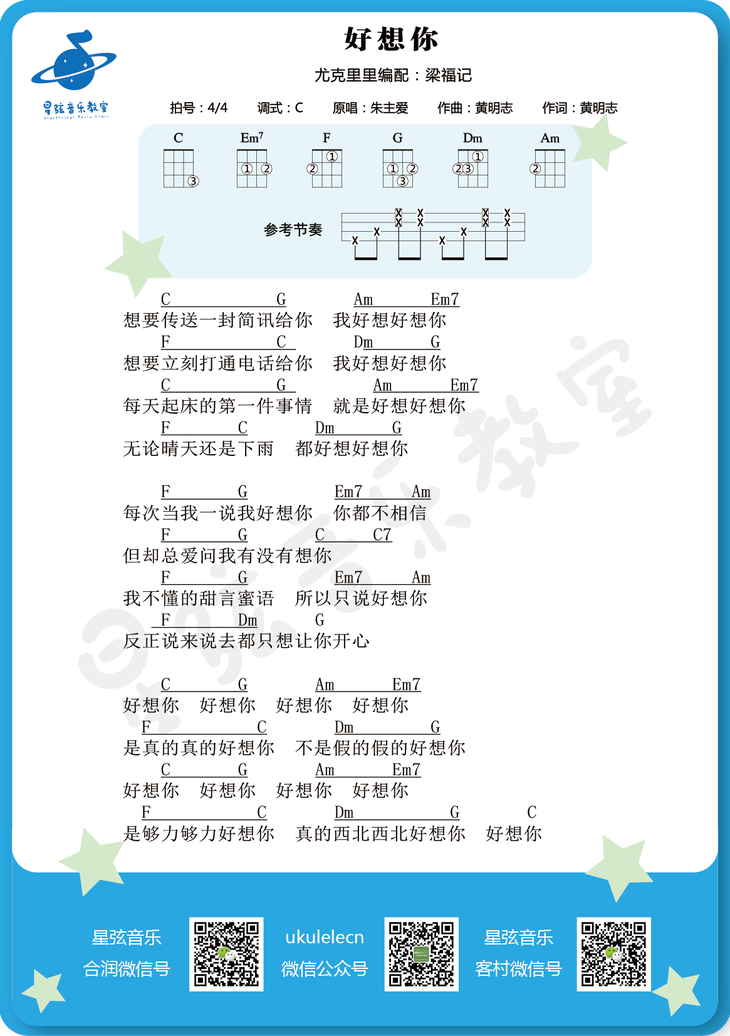 好想你
尤克里里编配：梁福记
星弦音乐教室
拍号：4/4 调式：C 原唱：朱主爱 作曲：黄明志 作词：黄明志
C Em7 F G Dm Am
参考节奏
C G Am Em7
想要传送一封简讯给你 我好想好想你
F C Dm G
想要立刻打通电话给你 我好想好想你
C G Am Em7
每天起床的第一件事情 就是好想好想你
F C Dm G
无论晴天还是下雨 都好想好想你
F G Em7 Am
每次当我一说我好想你 你都不相信
F G C C7
但却总爱问我有没有想你
F G Em7 Am
我不懂的甜言蜜语 所以只说好想你
F Dm G
反正说来说去都只想让你开心
C G Am Em7
好想你 好想你 好想你 好想你
F C Dm G
是真的真的好想你 不是假的假的好想你
C G Am Em7
好想你 好想你 好想你 好想你
F C Dm G C
是够力够力好想你 真的西北西北好想你 好想你
星弦音乐教室
星弦音乐
合润微信号
ukulelecn
微信公众号
星弦音乐
客村微信号